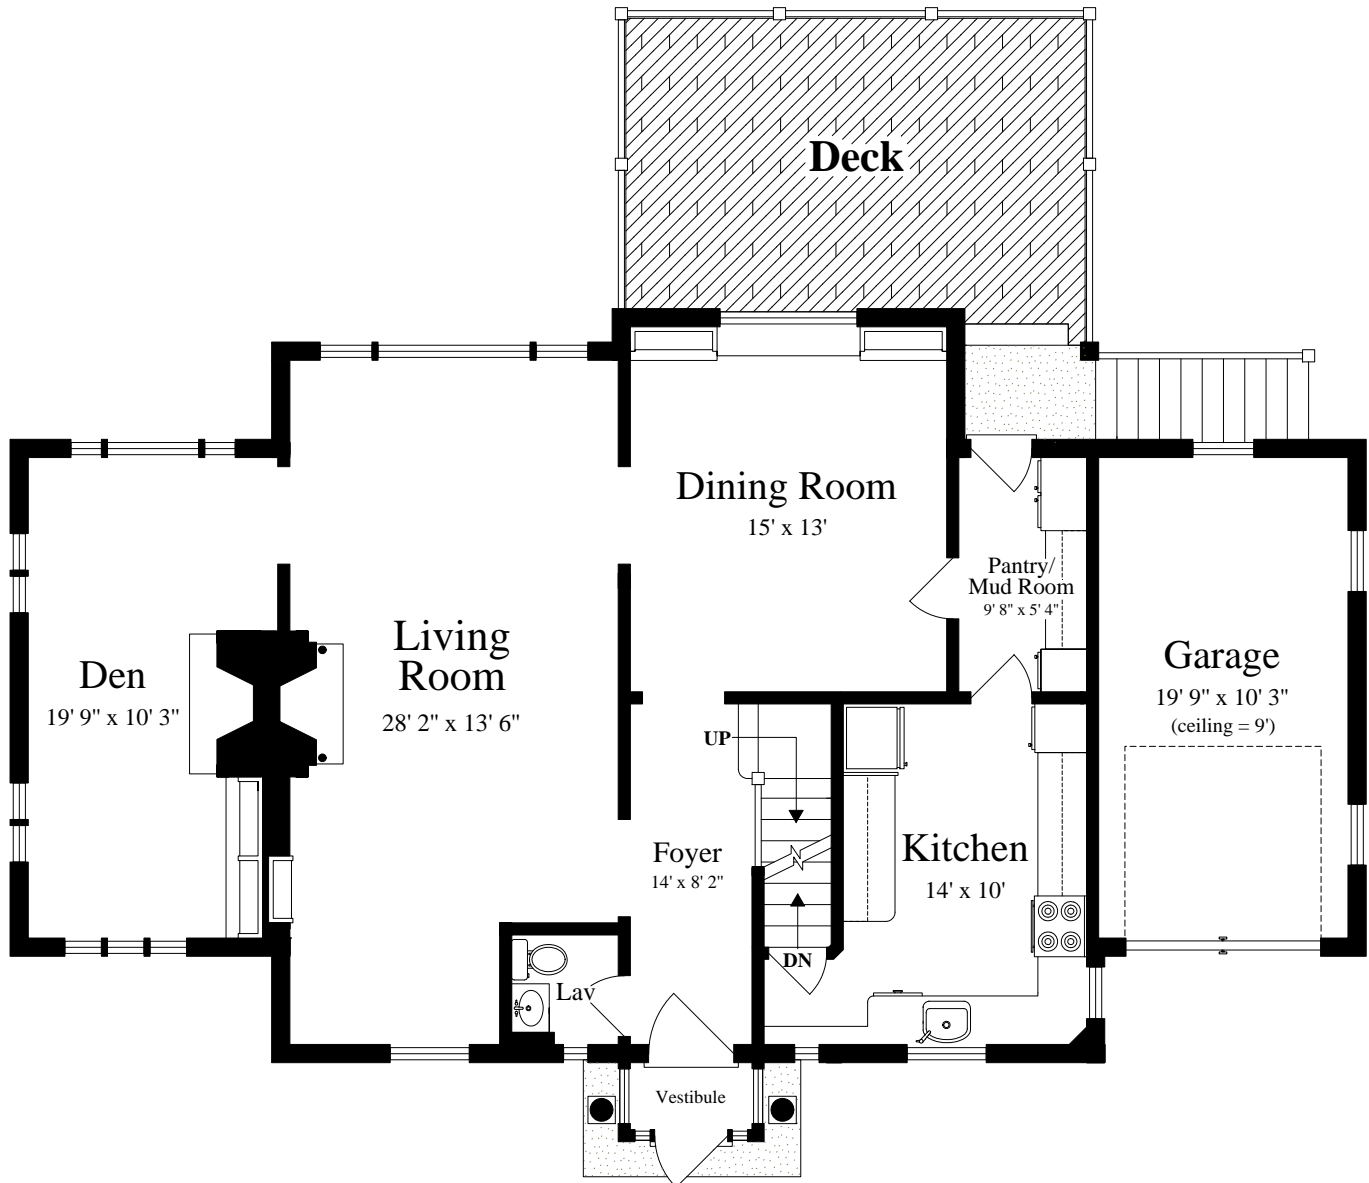 Deck
Dining Room
15' x 13'
Pantry/
Mud Room
9' 8" x 5' 4"
Living
Room
28' 2" x 13' 6"
Den
19' 9" x 10' 3"
Garage
19' 9" x 10' 3"
(ceiling = 9')
UP
Foyer
14' x 8' 2"
Kitchen
14' x 10'
DN
Lav
Vestibule